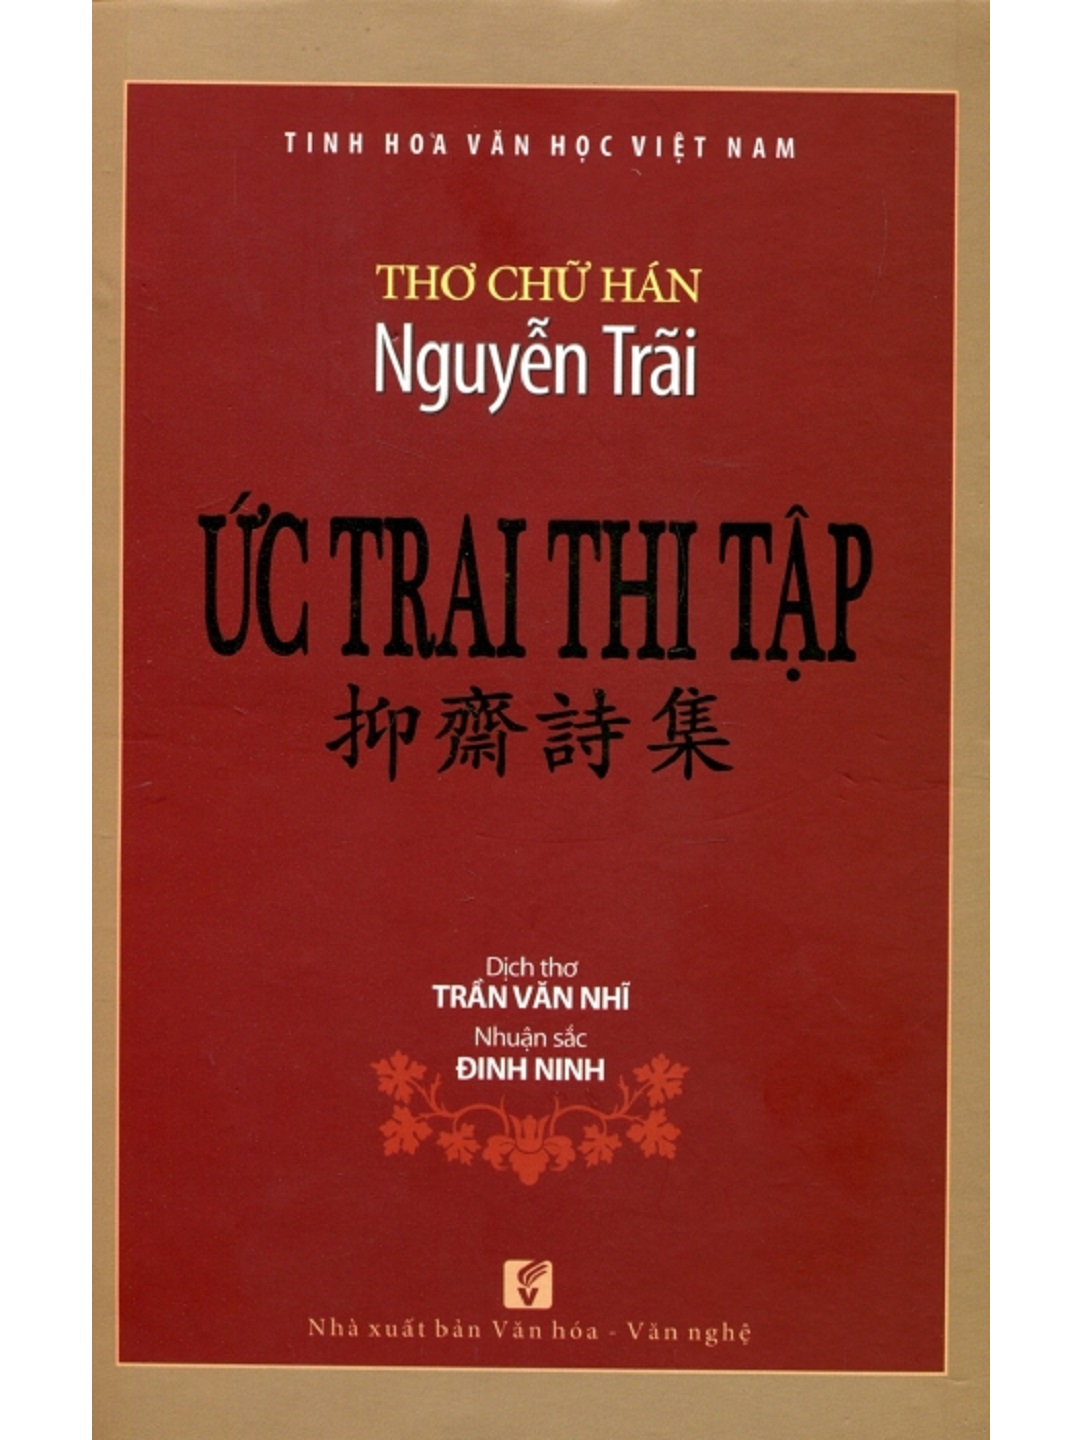 TINH HOA VĂN HỌC VIỆT NAM
THƠ CHỮ HÁN
Nguyễn Trãi
ỨC TRAI THI TẬP
抑齋詩集
Dịch thơ
TRẦN VĂN NHĨ
Nhuận sắc
ĐINH NINH
V
Nhà xuất bản Văn hóa - Văn nghệ